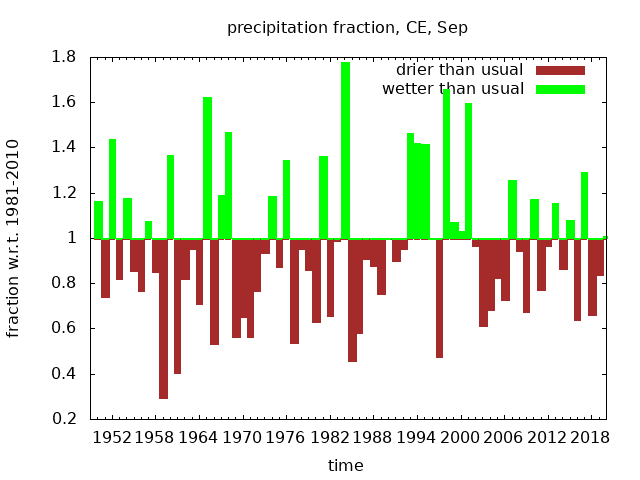 precipitation fraction, CE, Sep
drier than usual
wetter than usual
fraction w.r.t. 1981-2010
1.8
1.6
1.4
1.2
1
0.8
0.6
0.4
0.2
1952 1958 1964 1970 1976 1982 1988 1994 2000 2006 2012 2018
time